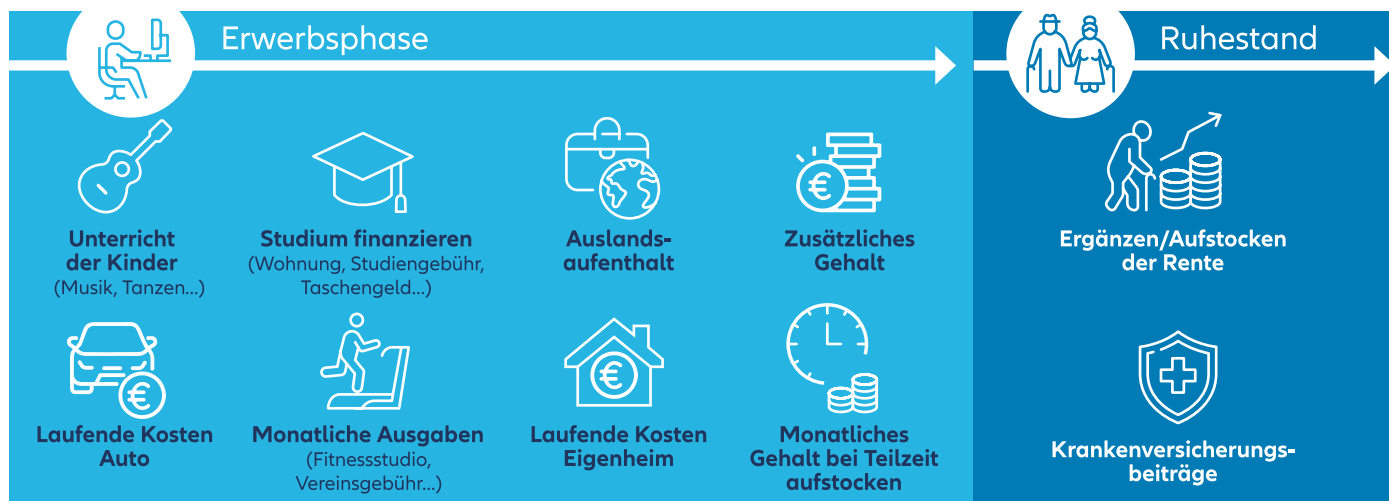 Erwerbsphase
Ruhestand
Unterricht
der Kinder
(Musik, Tanzen...)
Studium finanzieren
(Wohnung, Studiengebühr,
Taschengeld...)
Auslands-
aufenthalt
Zusätzliches
Gehalt
Ergänzen/Aufstocken
der Rente
€
€
€
Laufende Kosten
Auto
Monatliche Ausgaben
(Fitnessstudio,
Vereinsgebühr...)
Laufende Kosten
Eigenheim
Monatliches
Gehalt bei Teilzeit
aufstocken
Krankenversicherungs-
beiträge